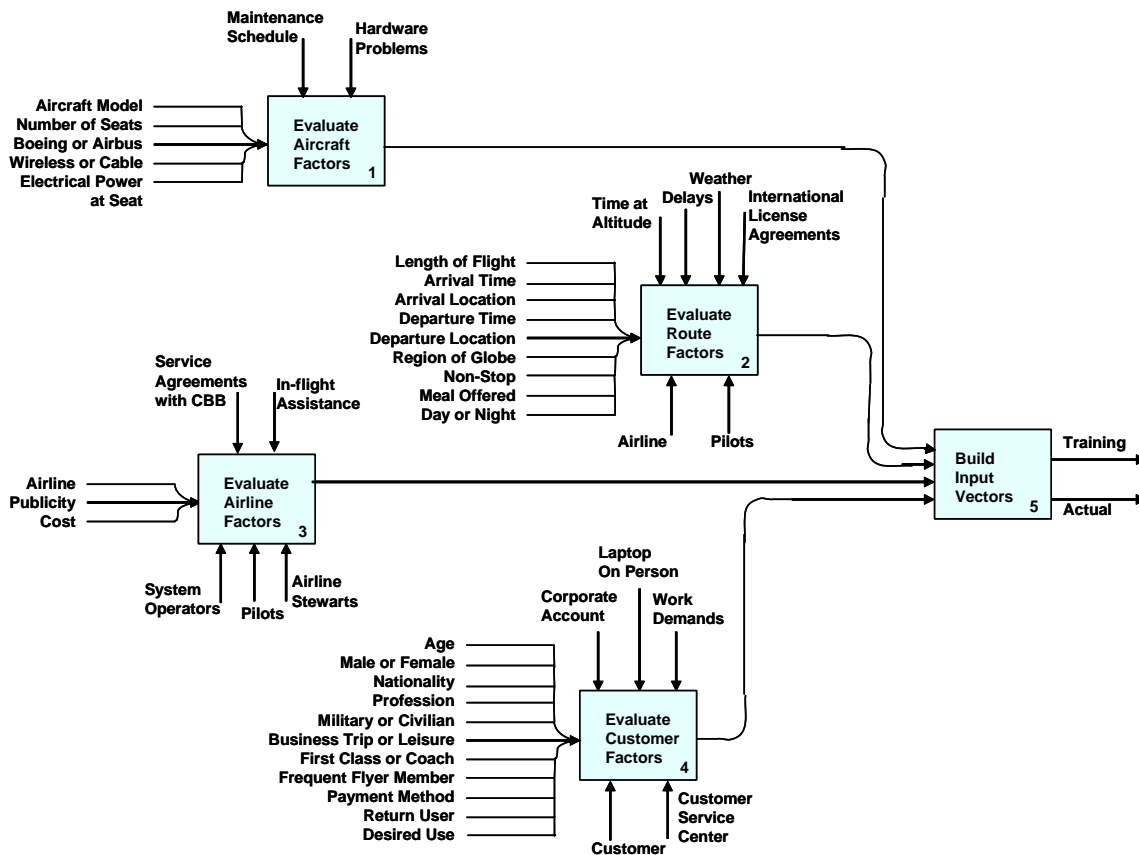 Maintenance
Schedule
Hardware
Problems
Aircraft Model
Number of Seats
Boeing or Airbus
Wireless or Cable
Electrical Power
at Seat
Evaluate
Aircraft
Factors
1
Time at
Altitude
Delays
Weather
International
License
Agreements
Length of Flight
Arrival Time
Arrival Location
Departure Time
Departure Location
Region of Globe
Non-Stop
Meal Offered
Day or Night
Evaluate
Route
Factors
2
Airline
Pilots
Service
Agreements
with CBB
In-flight
Assistance
Airline
Publicity
Cost
Evaluate
Airline
Factors
3
System
Operators
Pilots
Airline
Stewarts
Build
Input
Vectors
5
Training
Actual
Corporate
Account
Laptop
On Person
Work
Demands
Age
Male or Female
Nationality
Profession
Military or Civilian
Business Trip or Leisure
First Class or Coach
Frequent Flyer Member
Payment Method
Return User
Desired Use
Evaluate
Customer
Factors
4
Customer
Customer
Service
Center